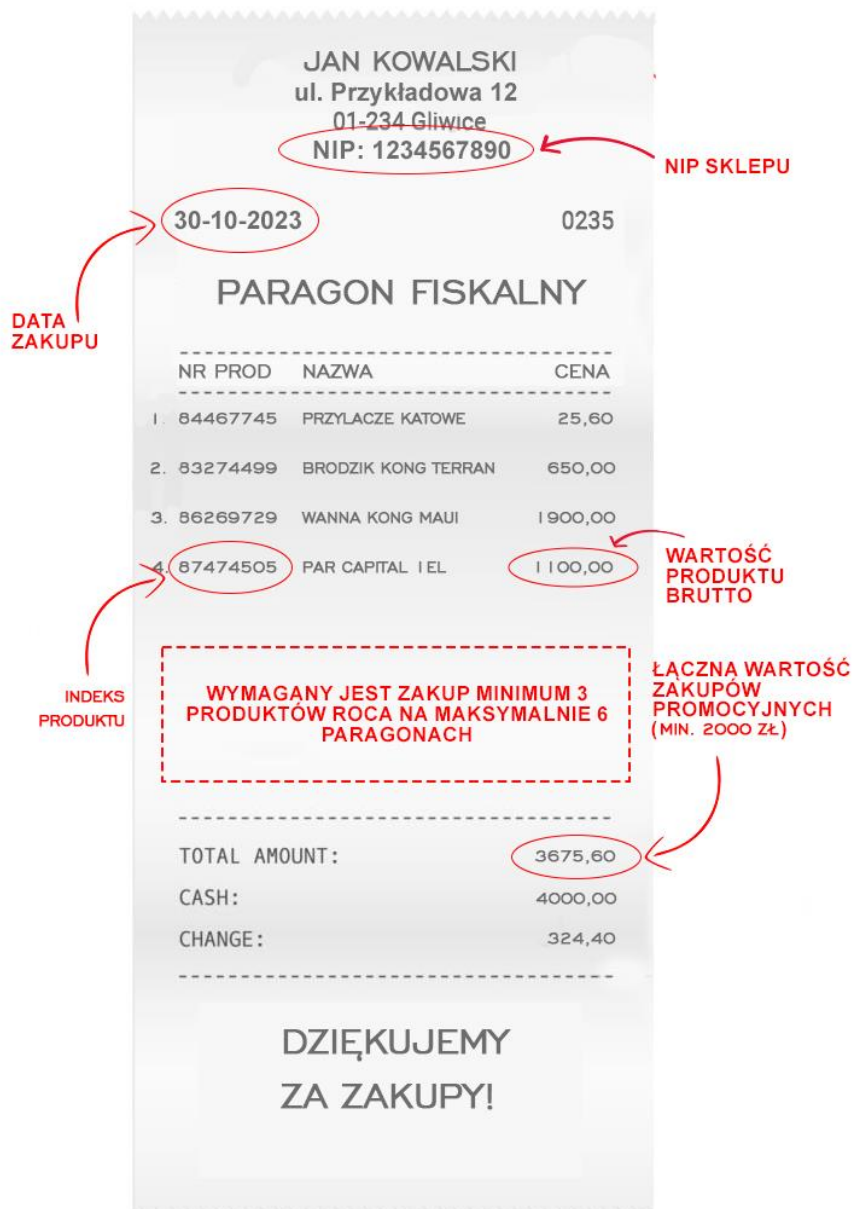 JAN KOWALSKI
ul. Przykładowa 12
01-234 Gliwice
NIP: 1234567890
NIP SKLEPU
30-10-2023 0235
DATA
ZAKUPU
PARAGON FISKALNY
NR PROD NAZWA CENA
1. 84467745 PRZYLACZE KATOWE 25,60
2. 83274499 BRODZIK KONG TERRAN 650,00
3. 86269729 WANNA KONG MAUI 1900,00
4. 87474505 PAR CAPITAL 1EL 1100,00
WARTOŚĆ
PRODUKTU
BRUTTO
INDEKS
PRODUKTU
WYMAGANY JEST ZAKUP MINIMUM 3
PRODUKTÓW ROCA NA MAKSYMALNIE 6
PARAGONACH
ŁĄCZNA WARTOŚĆ
ZAKUPÓW
PROMOCYJNYCH
(MIN. 2000 ZŁ)
TOTAL AMOUNT: 3675,60
CASH: 4000,00
CHANGE: 324,40
DZIĘKUJEMY
ZA ZAKUPY!